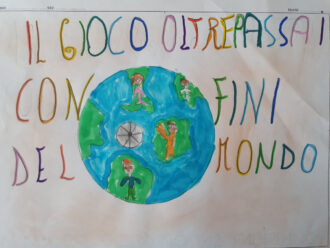 IL GIOCO OLTREPASSA I
CON FINI
DEL MONDO